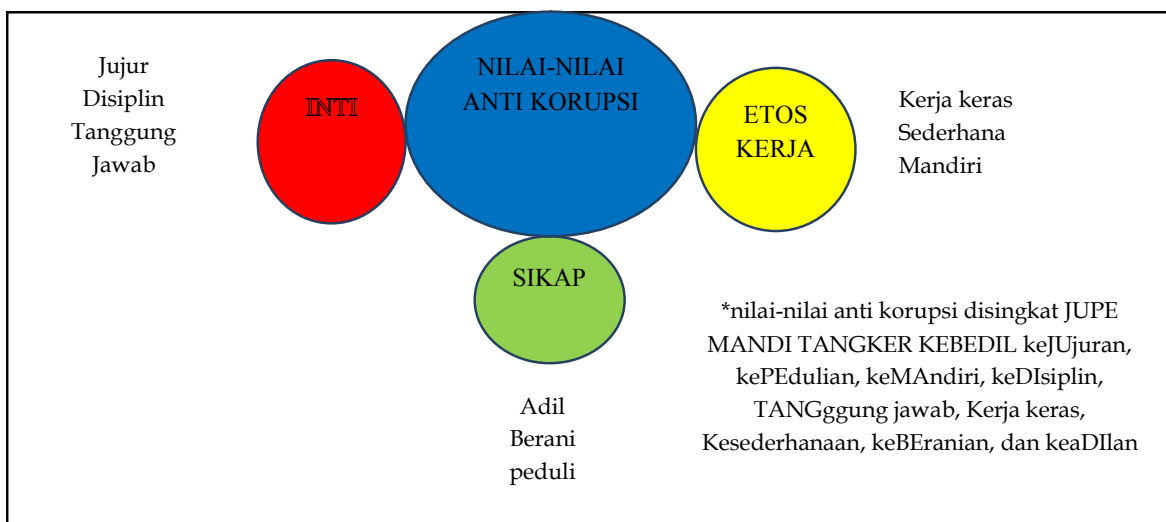 Jujur
Disiplin
Tanggung
Jawab
INTI
NILAI-NILAI
ANTI KORUPSI
ETOS
KERJA
Kerja keras
Sederhana
Mandiri
SIKAP
Adil
Berani
peduli
*nilai-nilai anti korupsi disingkat JUPE
MANDI TANGKER KEBEDIL keJUjuran,
kePEdulian, keMAndiri, keDIsiplin,
TANGggung jawab, Kerja keras,
Kesederhanaan, keBEranian, dan keaDIlan